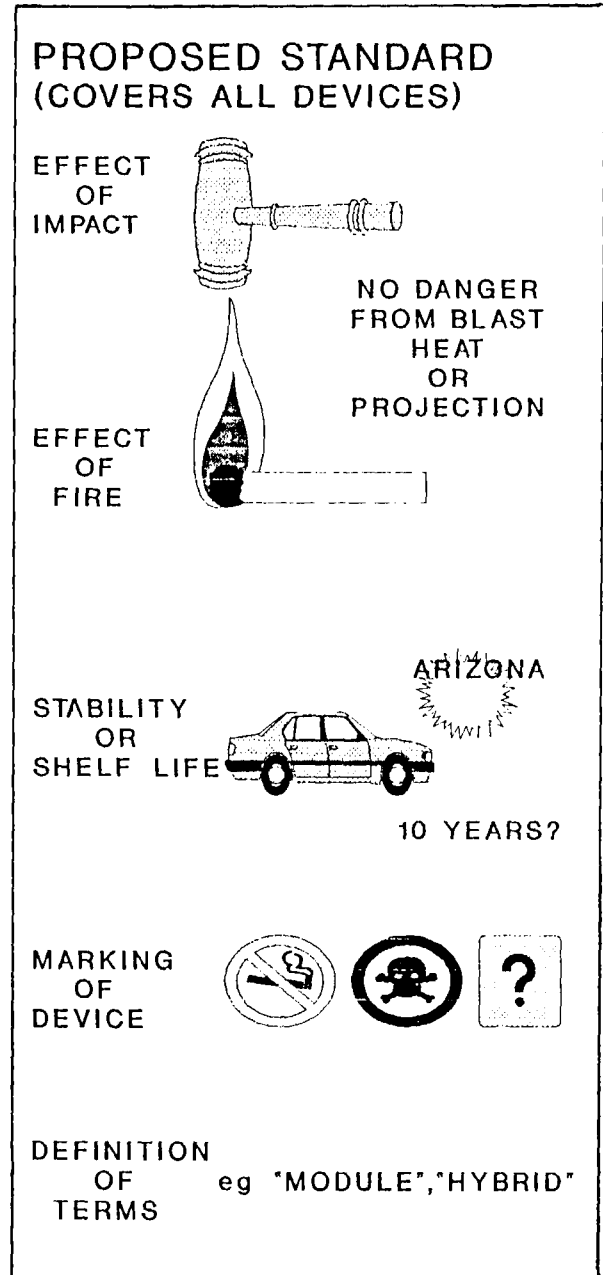 PROPOSED STANDARD
(COVERS ALL DEVICES)
EFFECT
OF
IMPACT
NO DANGER
FROM BLAST
HEAT
OR
PROJECTION
EFFECT
OF
FIRE
ARIZONA
STABILITY
OR
SHELF LIFE
10 YEARS?
MARKING
OF
DEVICE
?
DEFINITION
OF
TERMS
eg "MODULE","HYBRID"